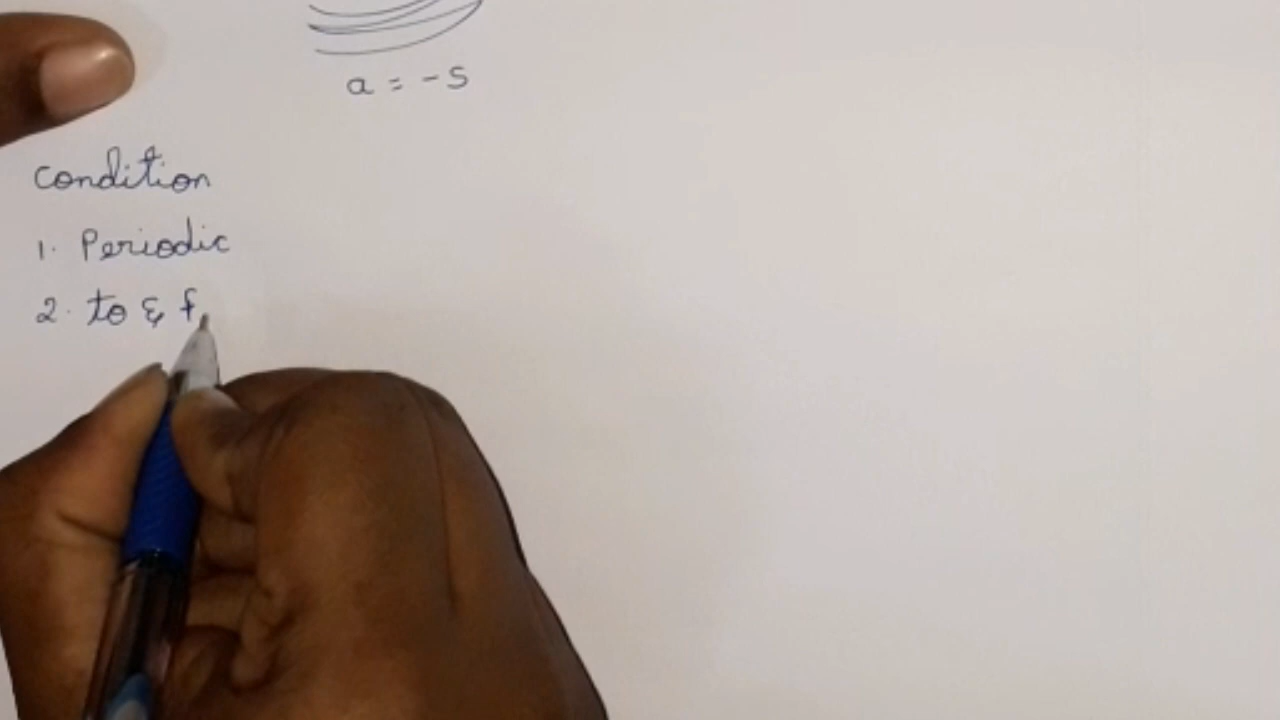 a = -S
Condition
1. Periodic
2. to & f